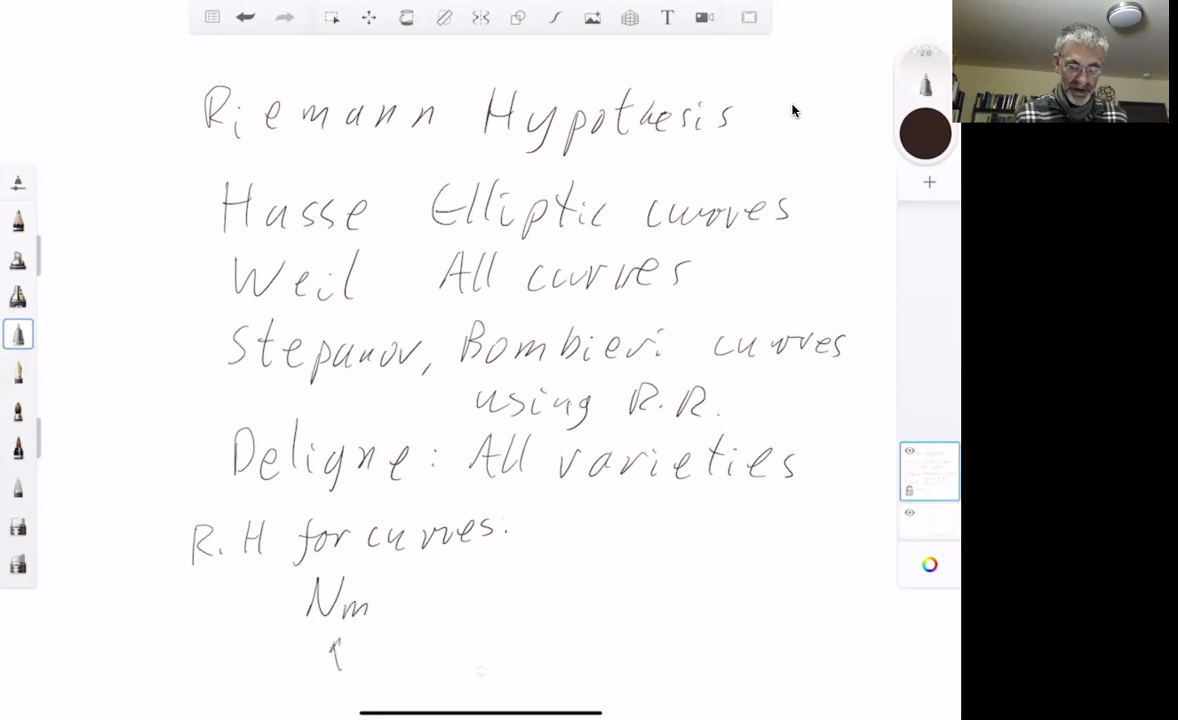 Riemann Hypothesis
Hasse Elliptic curves
Weil All curves
Stepanov, Bombieri curves
using R.R.
Deligne: All varieties
R.H for curves:
Nm